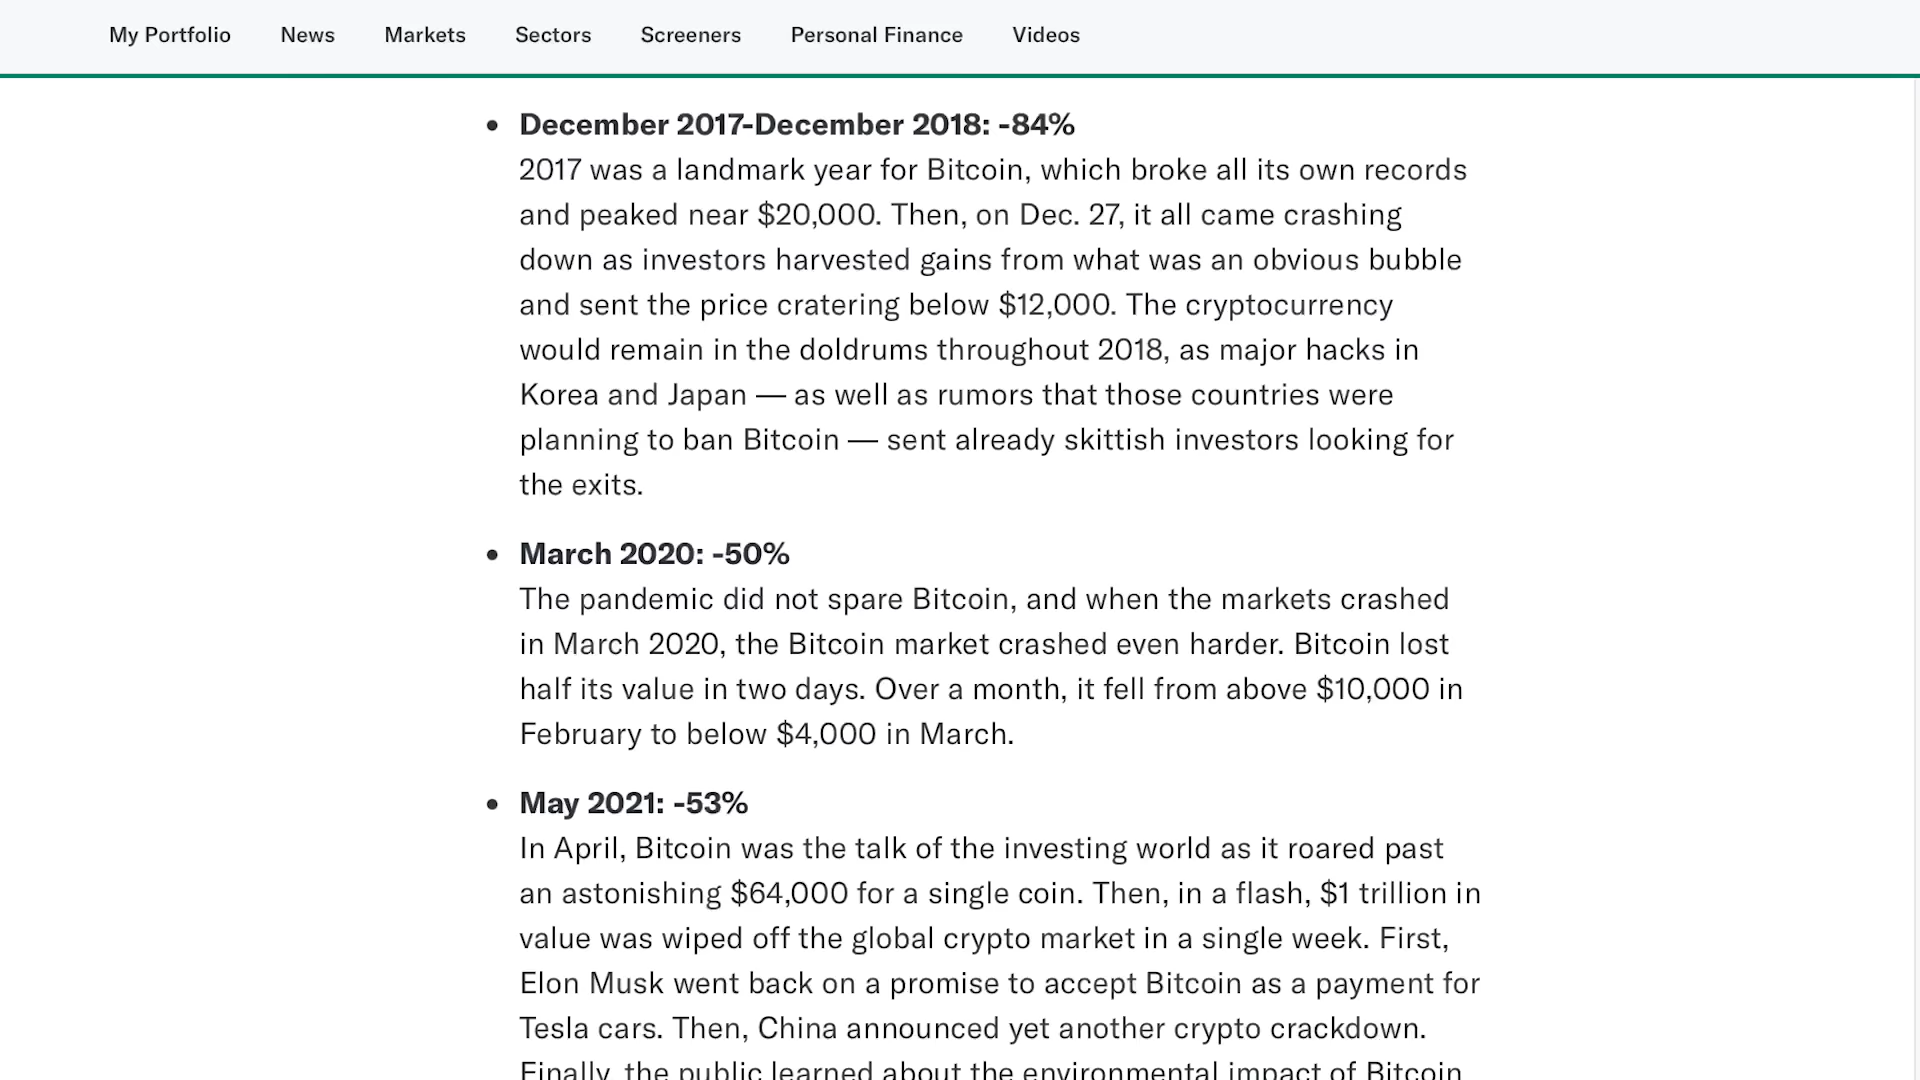 My Portfolio News Markets Sectors Screeners Personal Finance Videos
• December 2017-December 2018: -84%
2017 was a landmark year for Bitcoin, which broke all its own records
and peaked near $20,000. Then, on Dec. 27, it all came crashing
down as investors harvested gains from what was an obvious bubble
and sent the price cratering below $12,000. The cryptocurrency
would remain in the doldrums throughout 2018, as major hacks in
Korea and Japan — as well as rumors that those countries were
planning to ban Bitcoin — sent already skittish investors looking for
the exits.
• March 2020: -50%
The pandemic did not spare Bitcoin, and when the markets crashed
in March 2020, the Bitcoin market crashed even harder. Bitcoin lost
half its value in two days. Over a month, it fell from above $10,000 in
February to below $4,000 in March.
• May 2021: -53%
In April, Bitcoin was the talk of the investing world as it roared past
an astonishing $64,000 for a single coin. Then, in a flash, $1 trillion in
value was wiped off the global crypto market in a single week. First,
Elon Musk went back on a promise to accept Bitcoin as a payment for
Tesla cars. Then, China announced yet another crypto crackdown.
Finally, the public learned about the environmental impact of Bitcoin